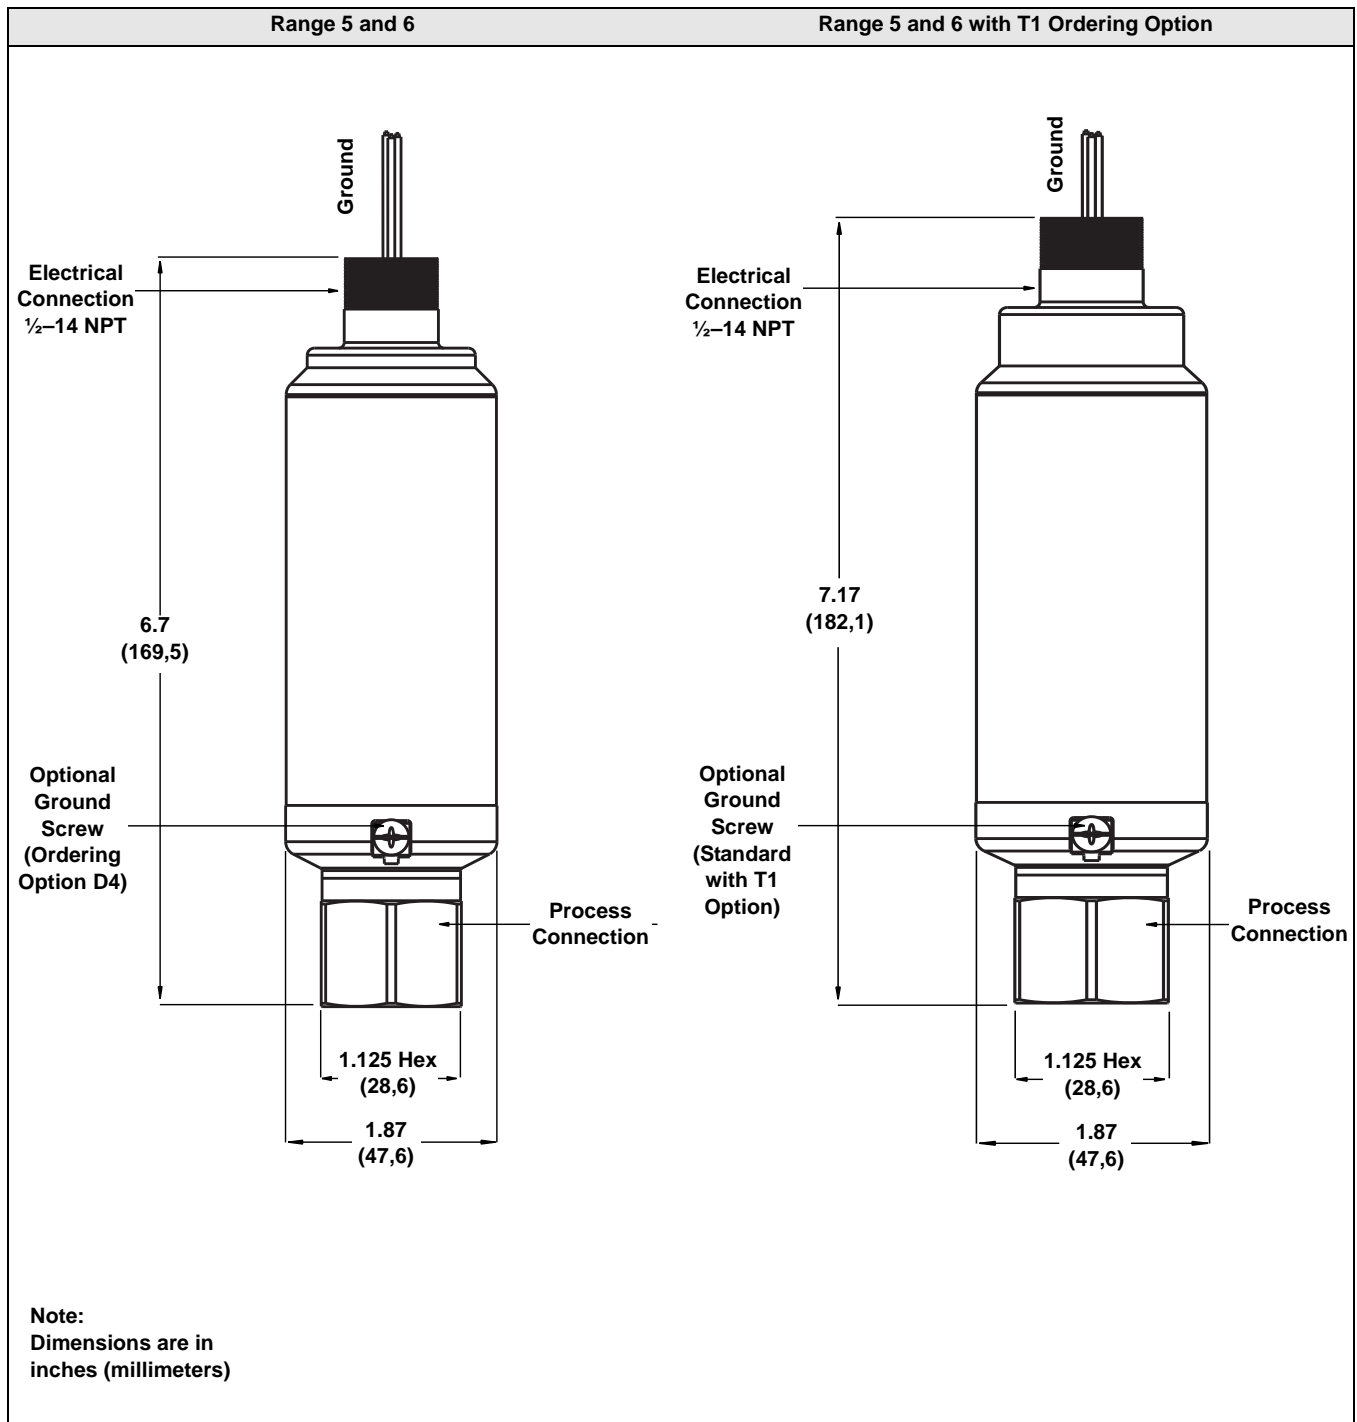 Range 5 and 6
Range 5 and 6 with T1 Ordering Option
Ground
Electrical
Connection
½–14 NPT
6.7
(169,5)
Optional
Ground
Screw
(Ordering
Option D4)
Process
Connection
1.125 Hex
(28,6)
1.87
(47,6)
Ground
Electrical
Connection
½–14 NPT
7.17
(182,1)
Optional
Ground
Screw
(Standard
with T1
Option)
Process
Connection
1.125 Hex
(28,6)
1.87
(47,6)
Note:
Dimensions are in
inches (millimeters)